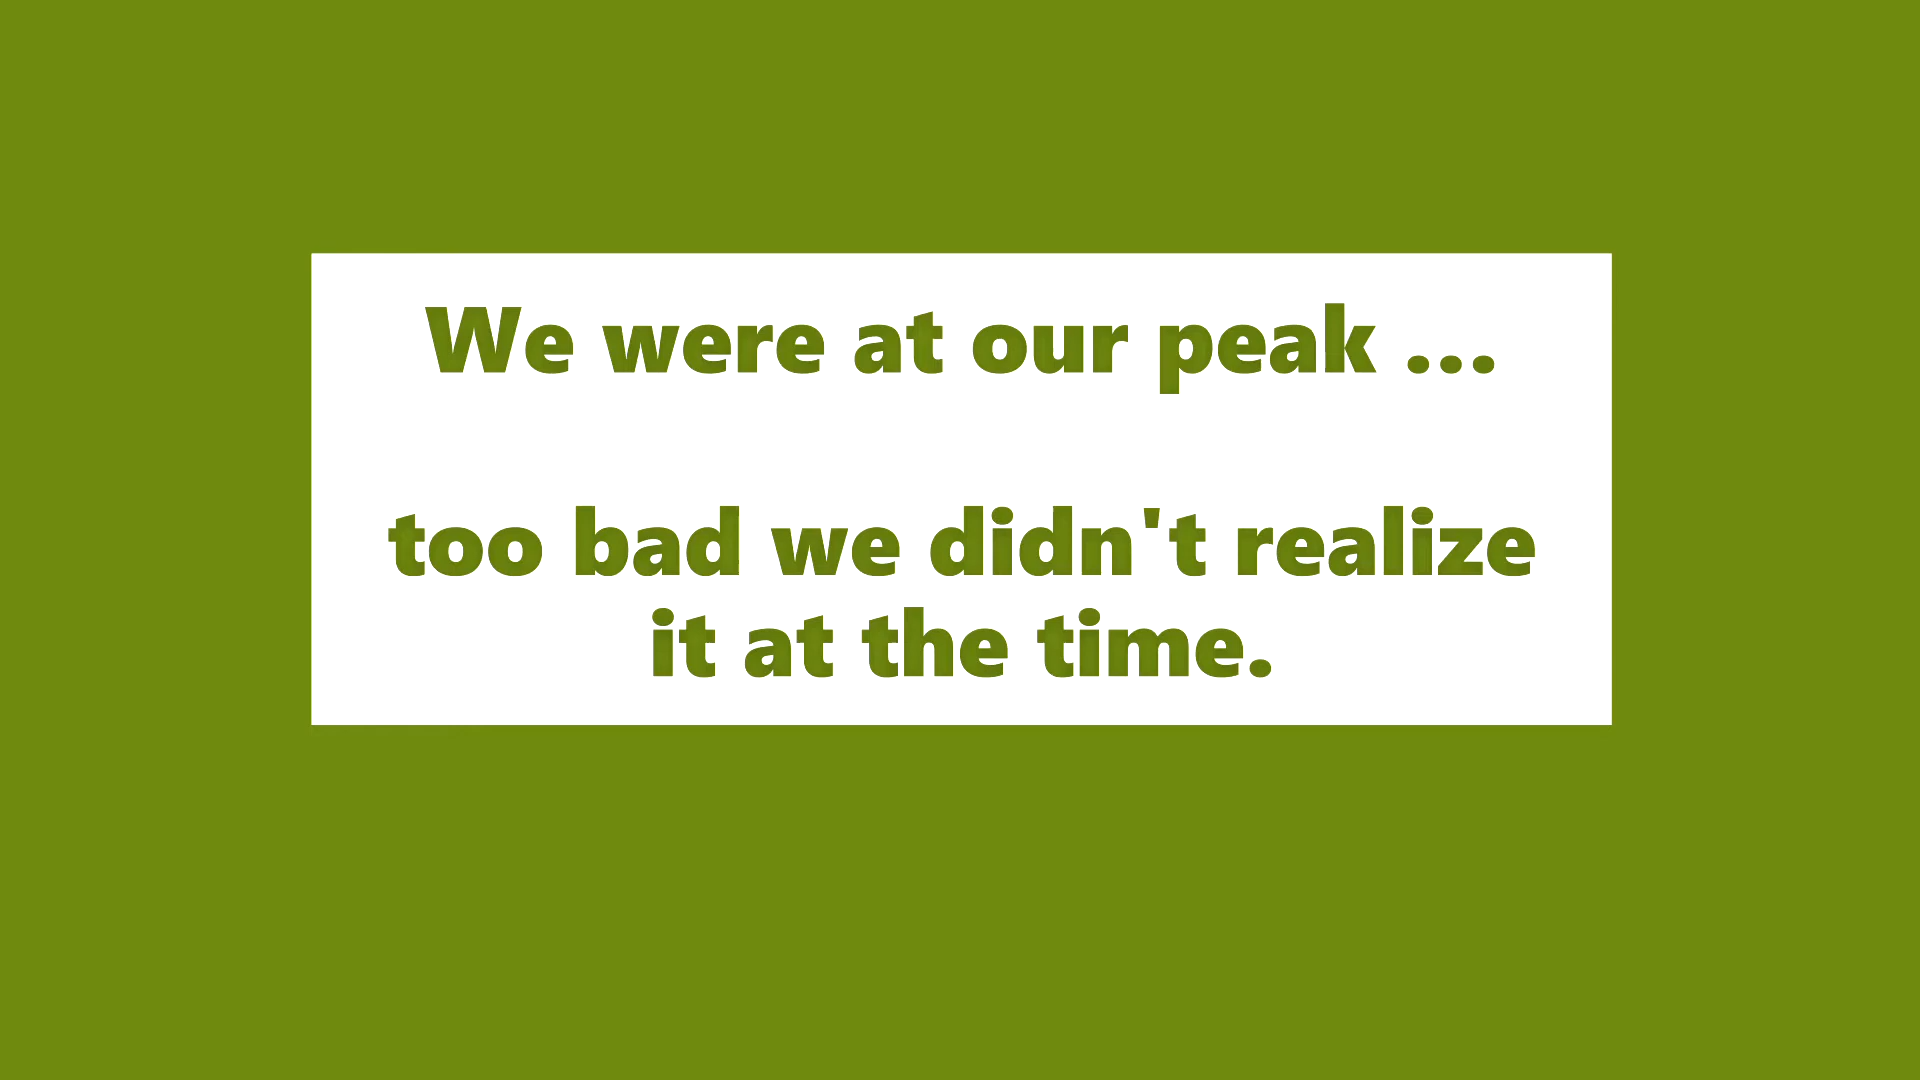 We were at our peak ...
too bad we didn't realize
it at the time.